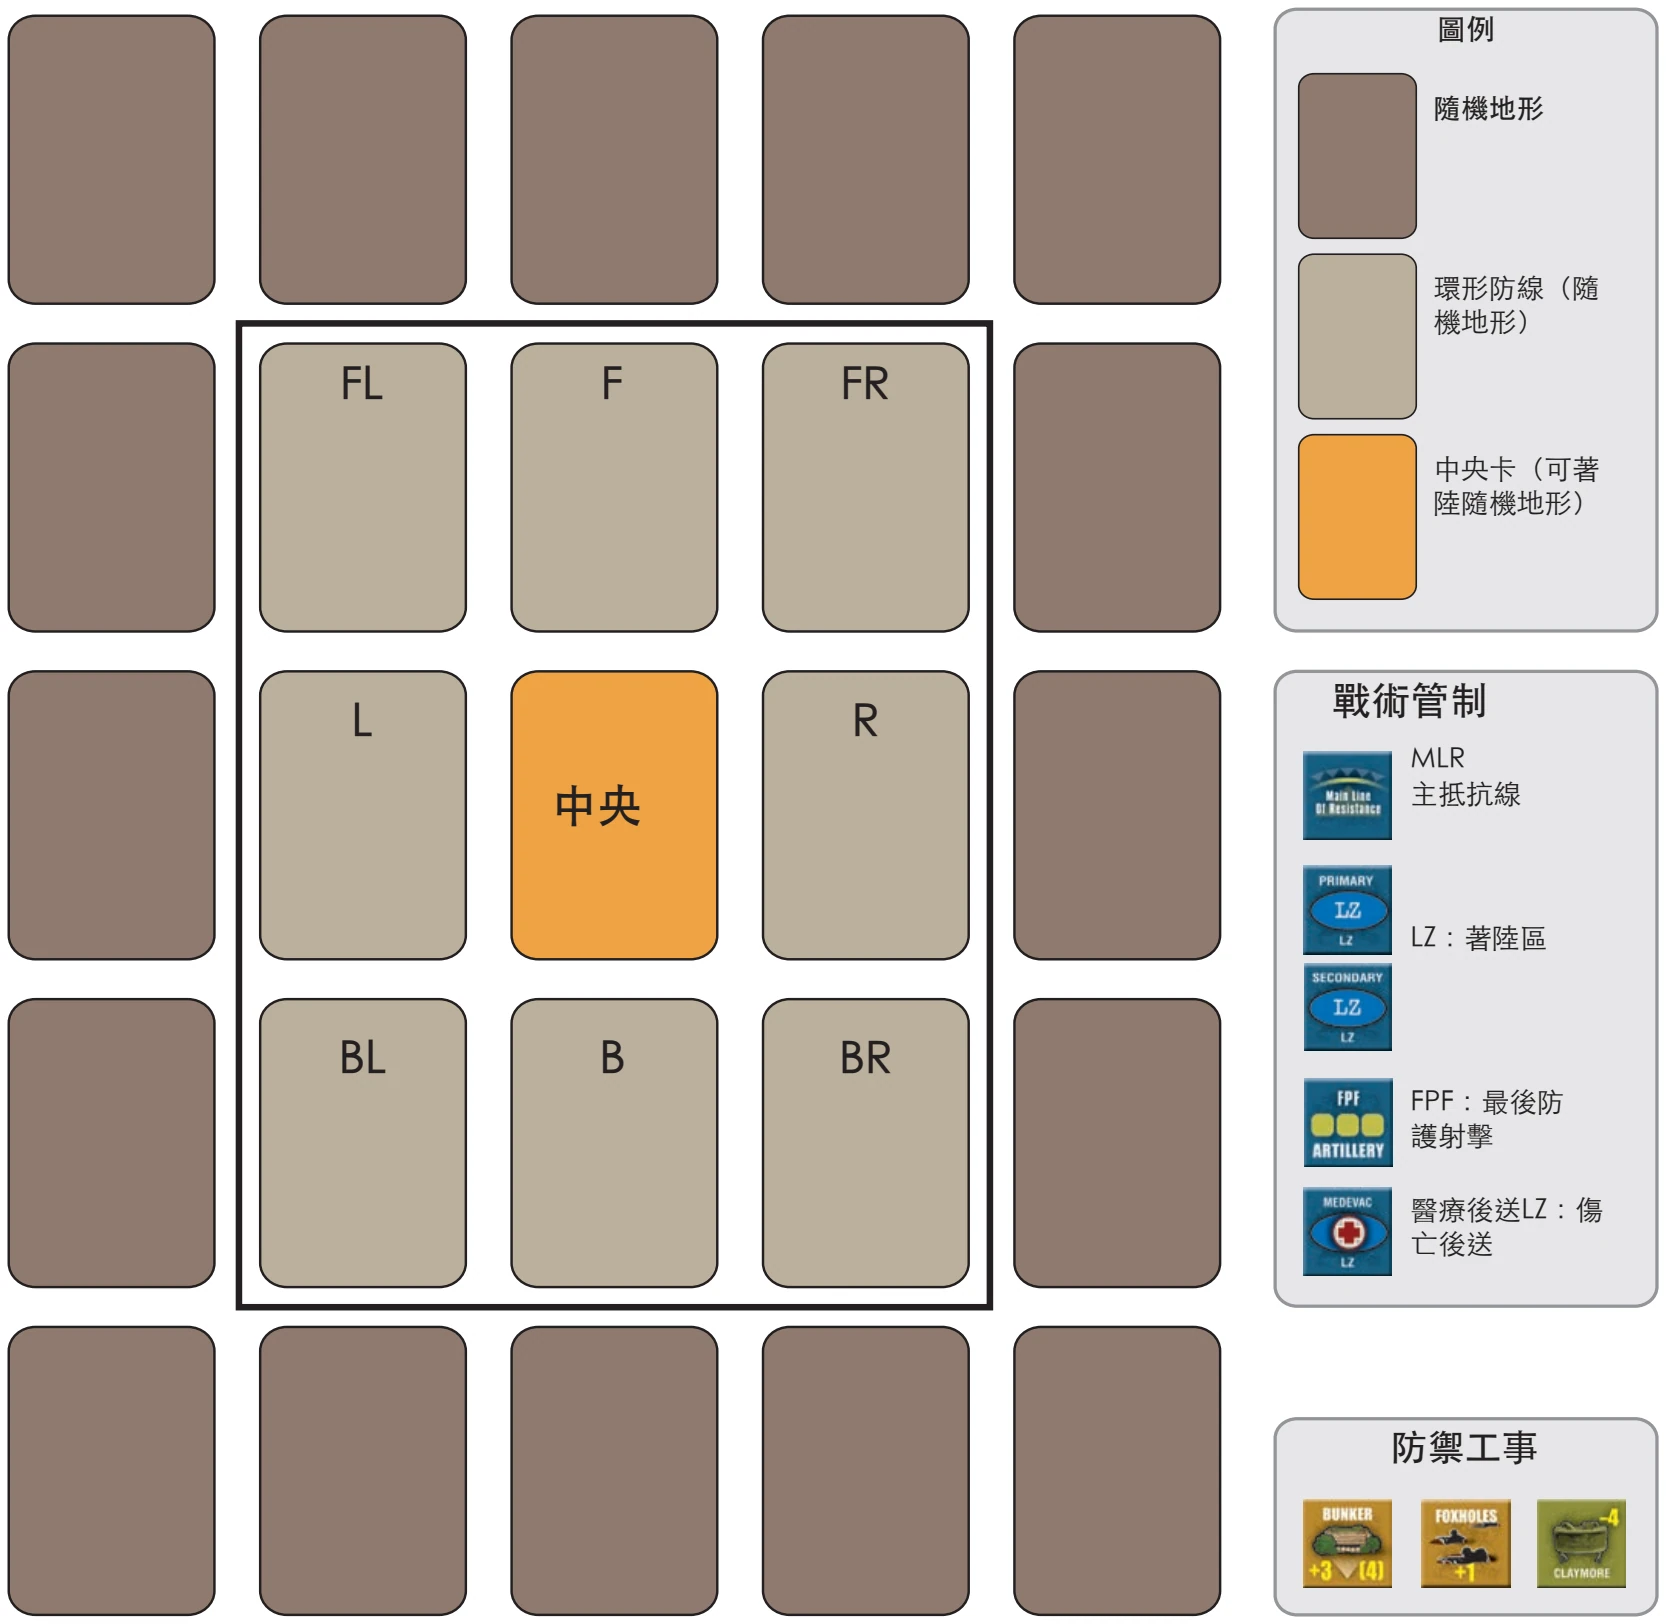 圖例
隨機地形
環形防線（隨
機地形）
中央卡（可著
陸隨機地形）
FL
F
FR
L
中央
R
BL
B
BR
戰術管制
Main Line
Of Resistance
MLR
主抵抗線
PRIMARY
LZ
LZ
LZ：著陸區
SECONDARY
LZ
LZ
FPF
ARTILLERY
FPF：最後防
護射擊
MEDEVAC
LZ
醫療後送LZ：傷
亡後送
防禦工事
BUNKER
+3 (4)
FOXHOLES
+1
-4
CLAYMORE